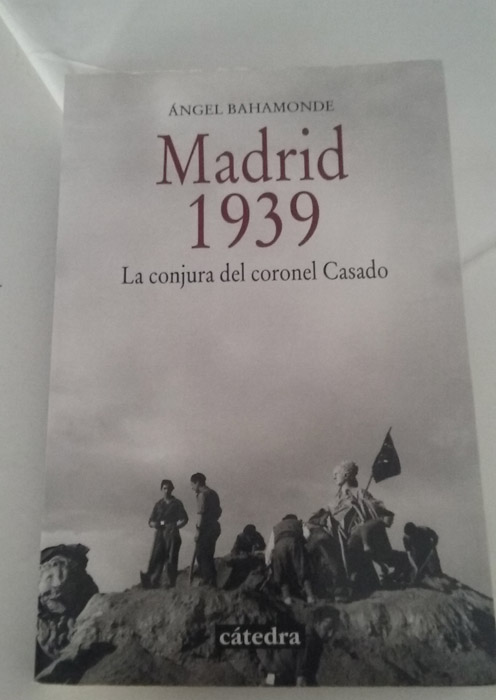 ÁNGEL BAHAMONDE
Madrid
1939
La conjura del coronel Casado
cátedra